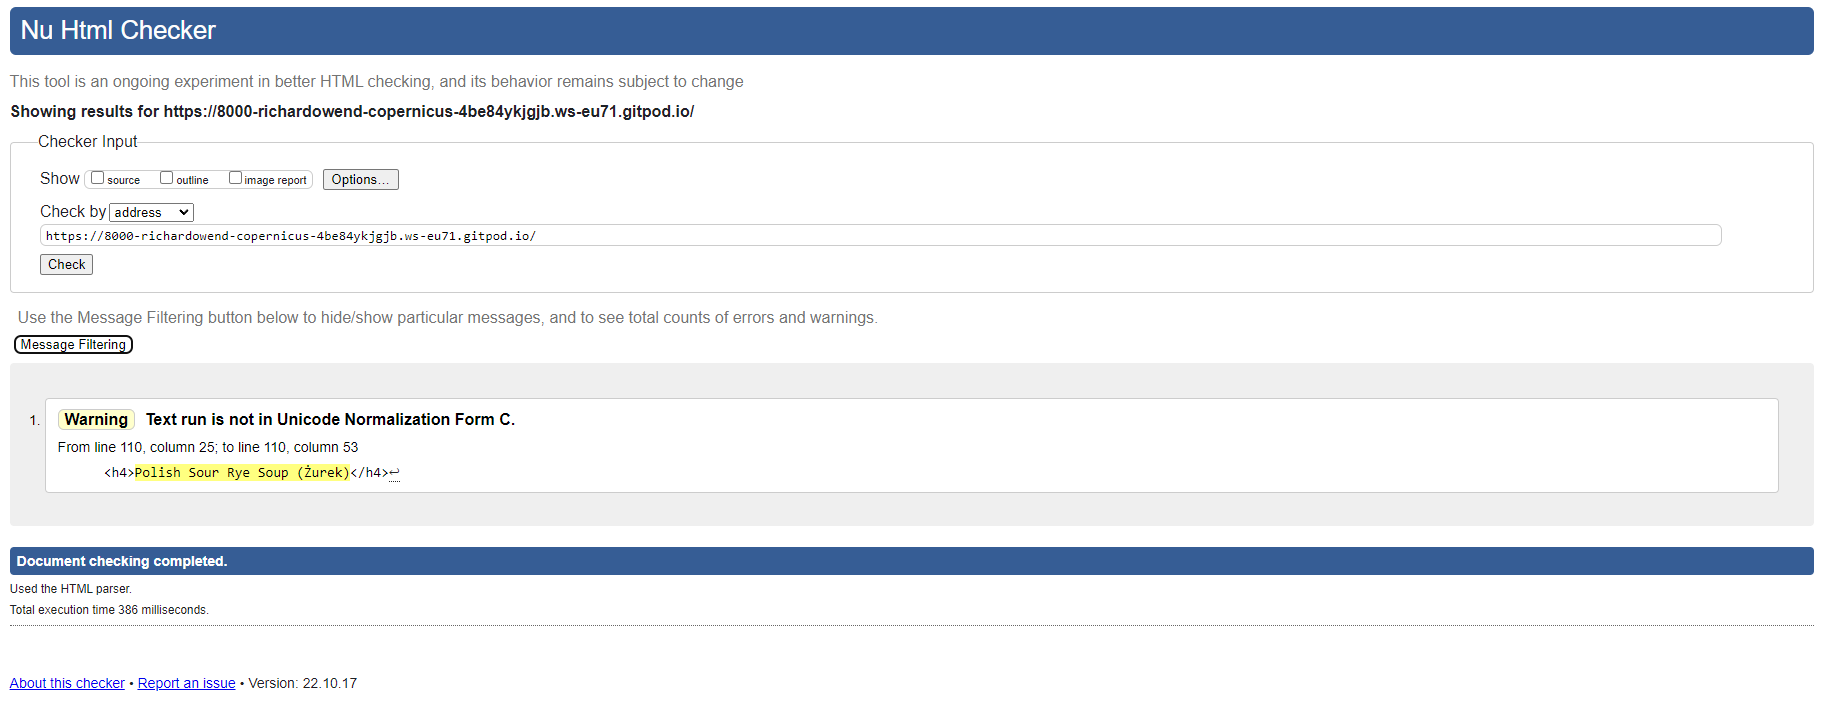 Nu Html Checker
This tool is an ongoing experiment in better HTML checking, and its behavior remains subject to change
Showing results for https://8000-richardowend-copernicus-4be84ykjgjb.ws-eu71.gitpod.io/
Checker Input
Show source outline image report Options...
Check by address
https://8000-richardowend-copernicus-4be84ykjgjb.ws-eu71.gitpod.io/
Check
Use the Message Filtering button below to hide/show particular messages, and to see total counts of errors and warnings.
Message Filtering
1. Warning Text run is not in Unicode Normalization Form C.
From line 110, column 25; to line 110, column 53
<h4>Polish Sour Rye Soup (Żurek)</h4>↩
Document checking completed.
Used the HTML parser.
Total execution time 386 milliseconds.
About this checker • Report an issue • Version: 22.10.17